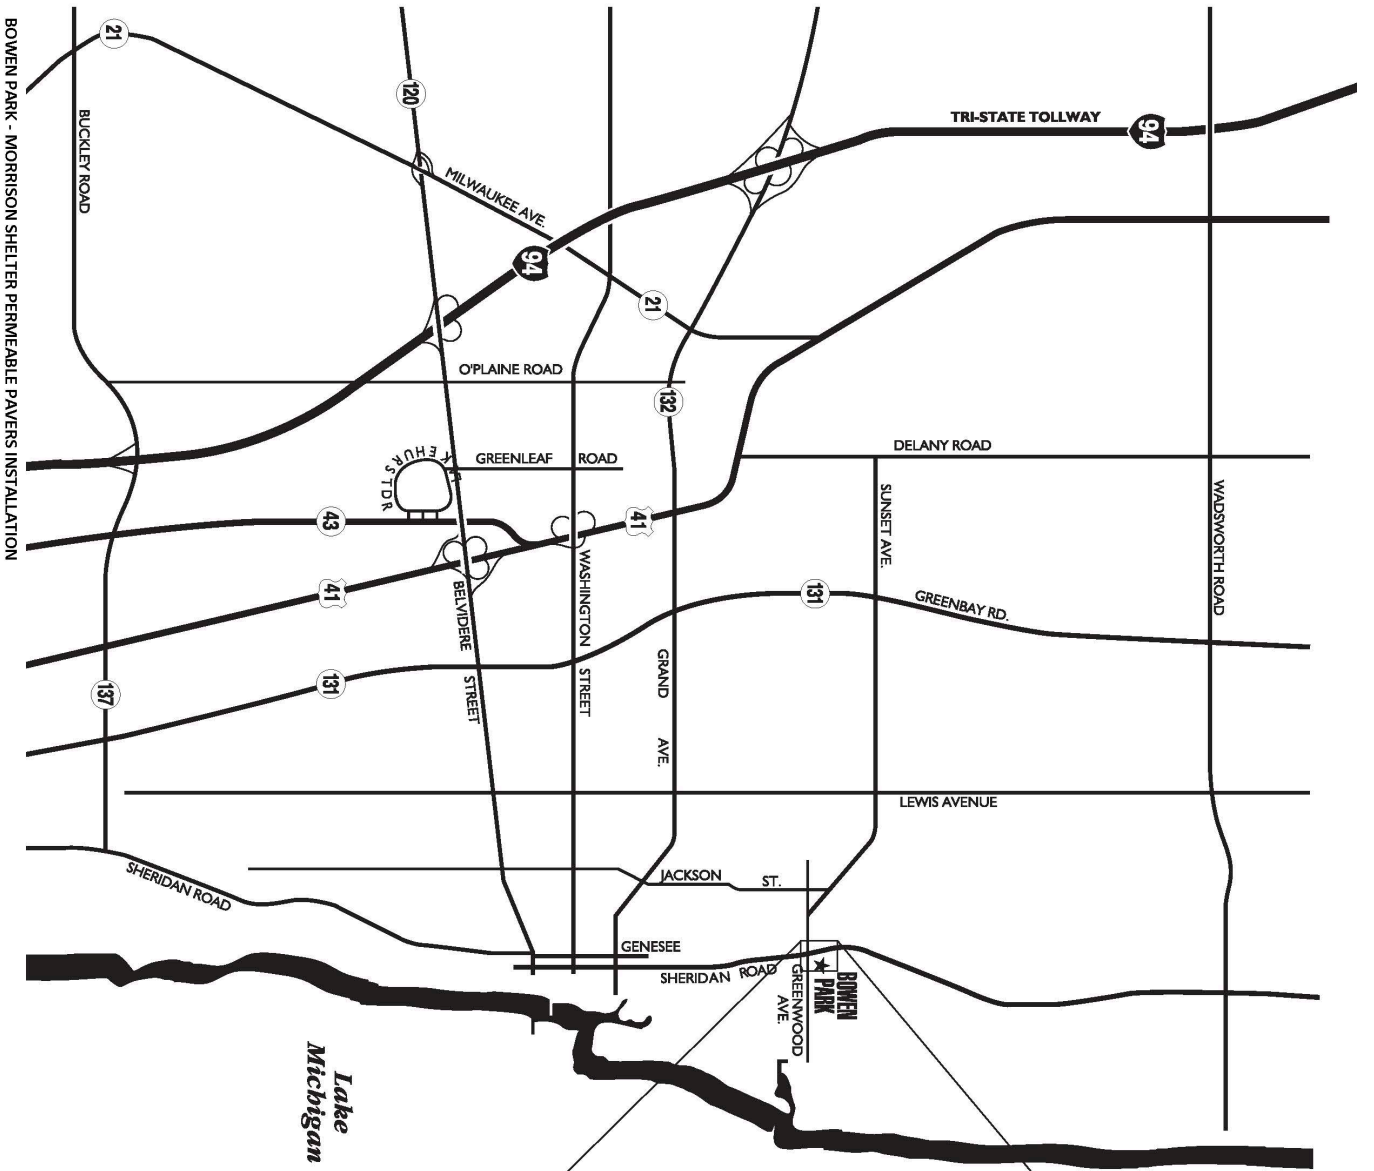 BOWEN PARK - MORRISON SHELTER PERMEABLE PAVERS INSTALLATION
21
BUCKLEY ROAD
120
MILWAUKEE AVE.
94
TRI-STATE TOLLWAY
94
21
O'PLAINE ROAD
132
DELANY ROAD
LAKEHURST DR
GREENLEAF ROAD
43
41
SUNSET AVE.
WADSWORTH ROAD
41
BELVIDERE STREET
WASHINGTON STREET
131
GREENBAY RD.
137
131
GRAND AVE.
LEWIS AVENUE
SHERIDAN ROAD
JACKSON ST.
GENESEE
SHERIDAN ROAD
BOWEN
PARK
GREENWOOD
AVE.
Lake
Michigan